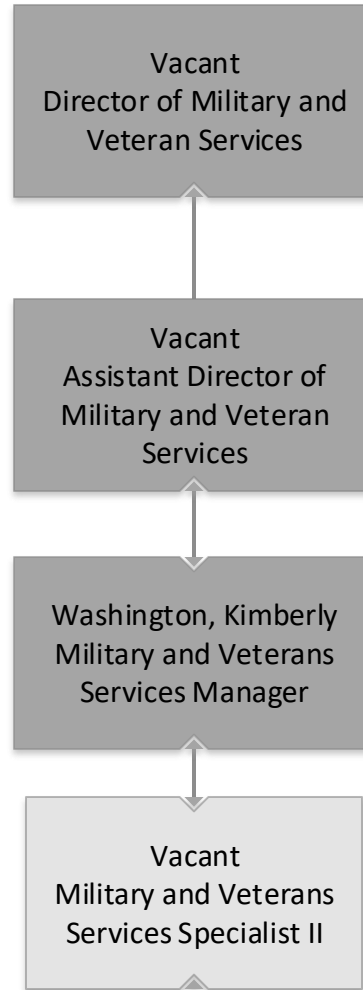 Vacant
Director of Military and
Veteran Services
Vacant
Assistant Director of
Military and Veteran
Services
Washington, Kimberly
Military and Veterans
Services Manager
Vacant
Military and Veterans
Services Specialist II